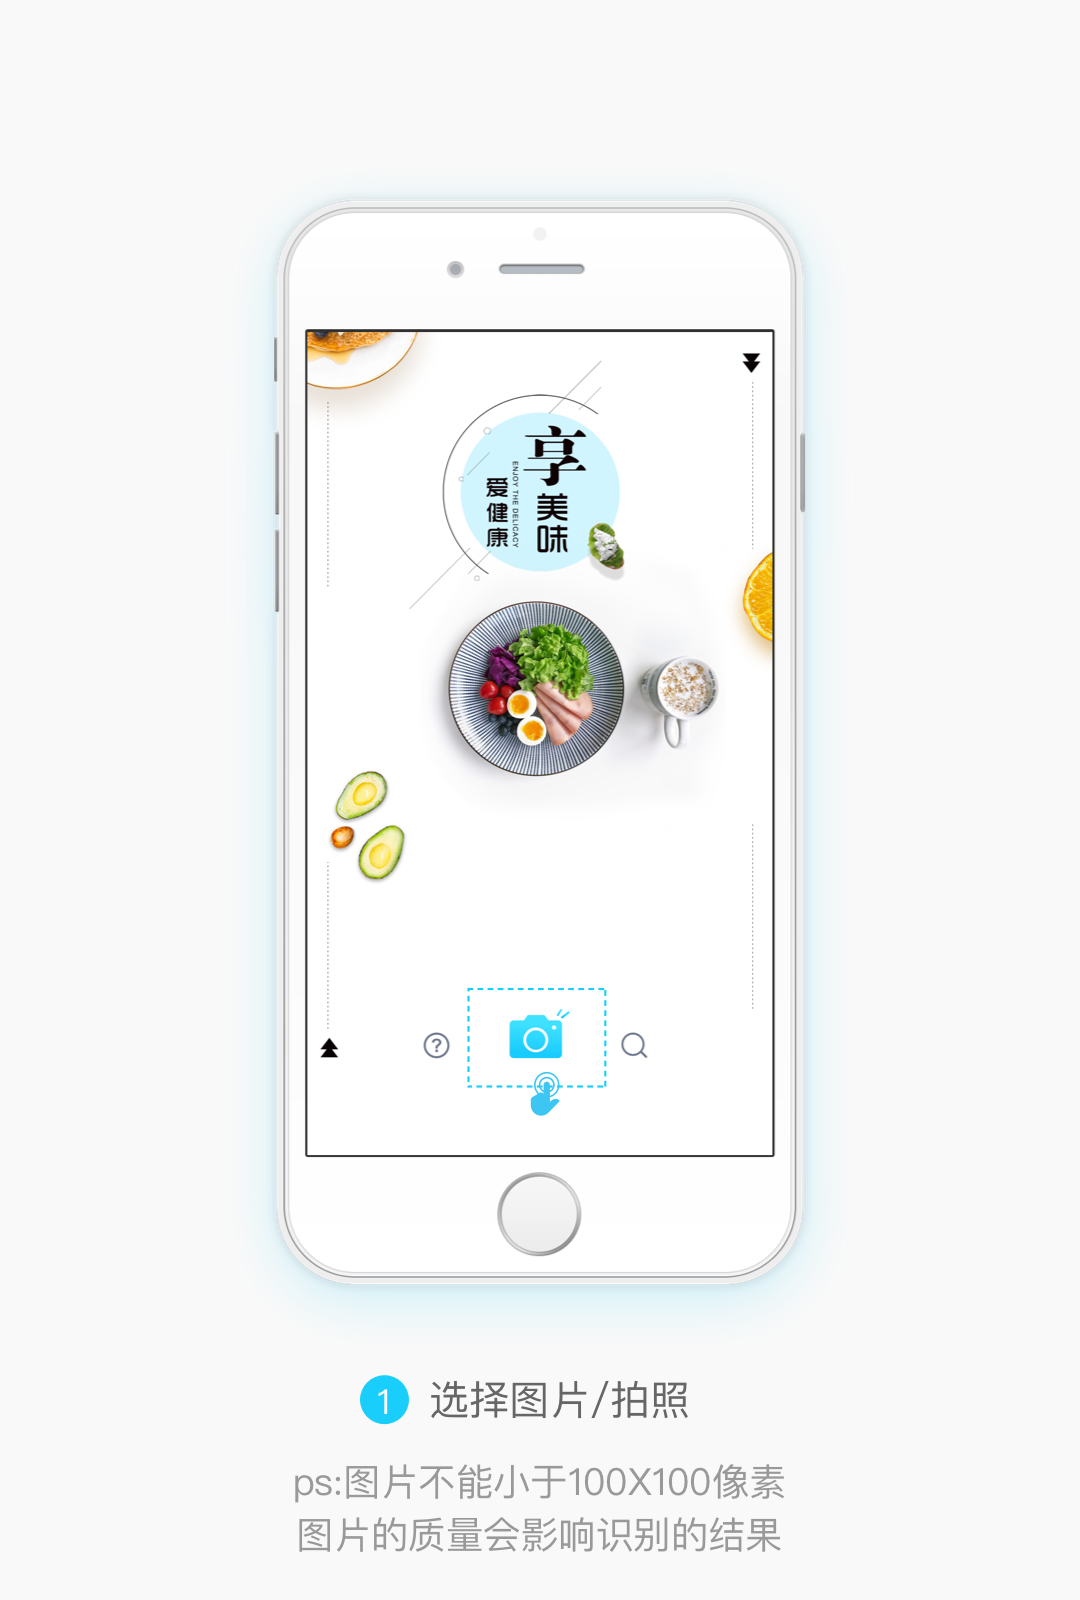 享
美味
ENJOY THE DELICACY
爱健康
?
1 选择图片/拍照
ps:图片不能小于100X100像素
图片的质量会影响识别的结果